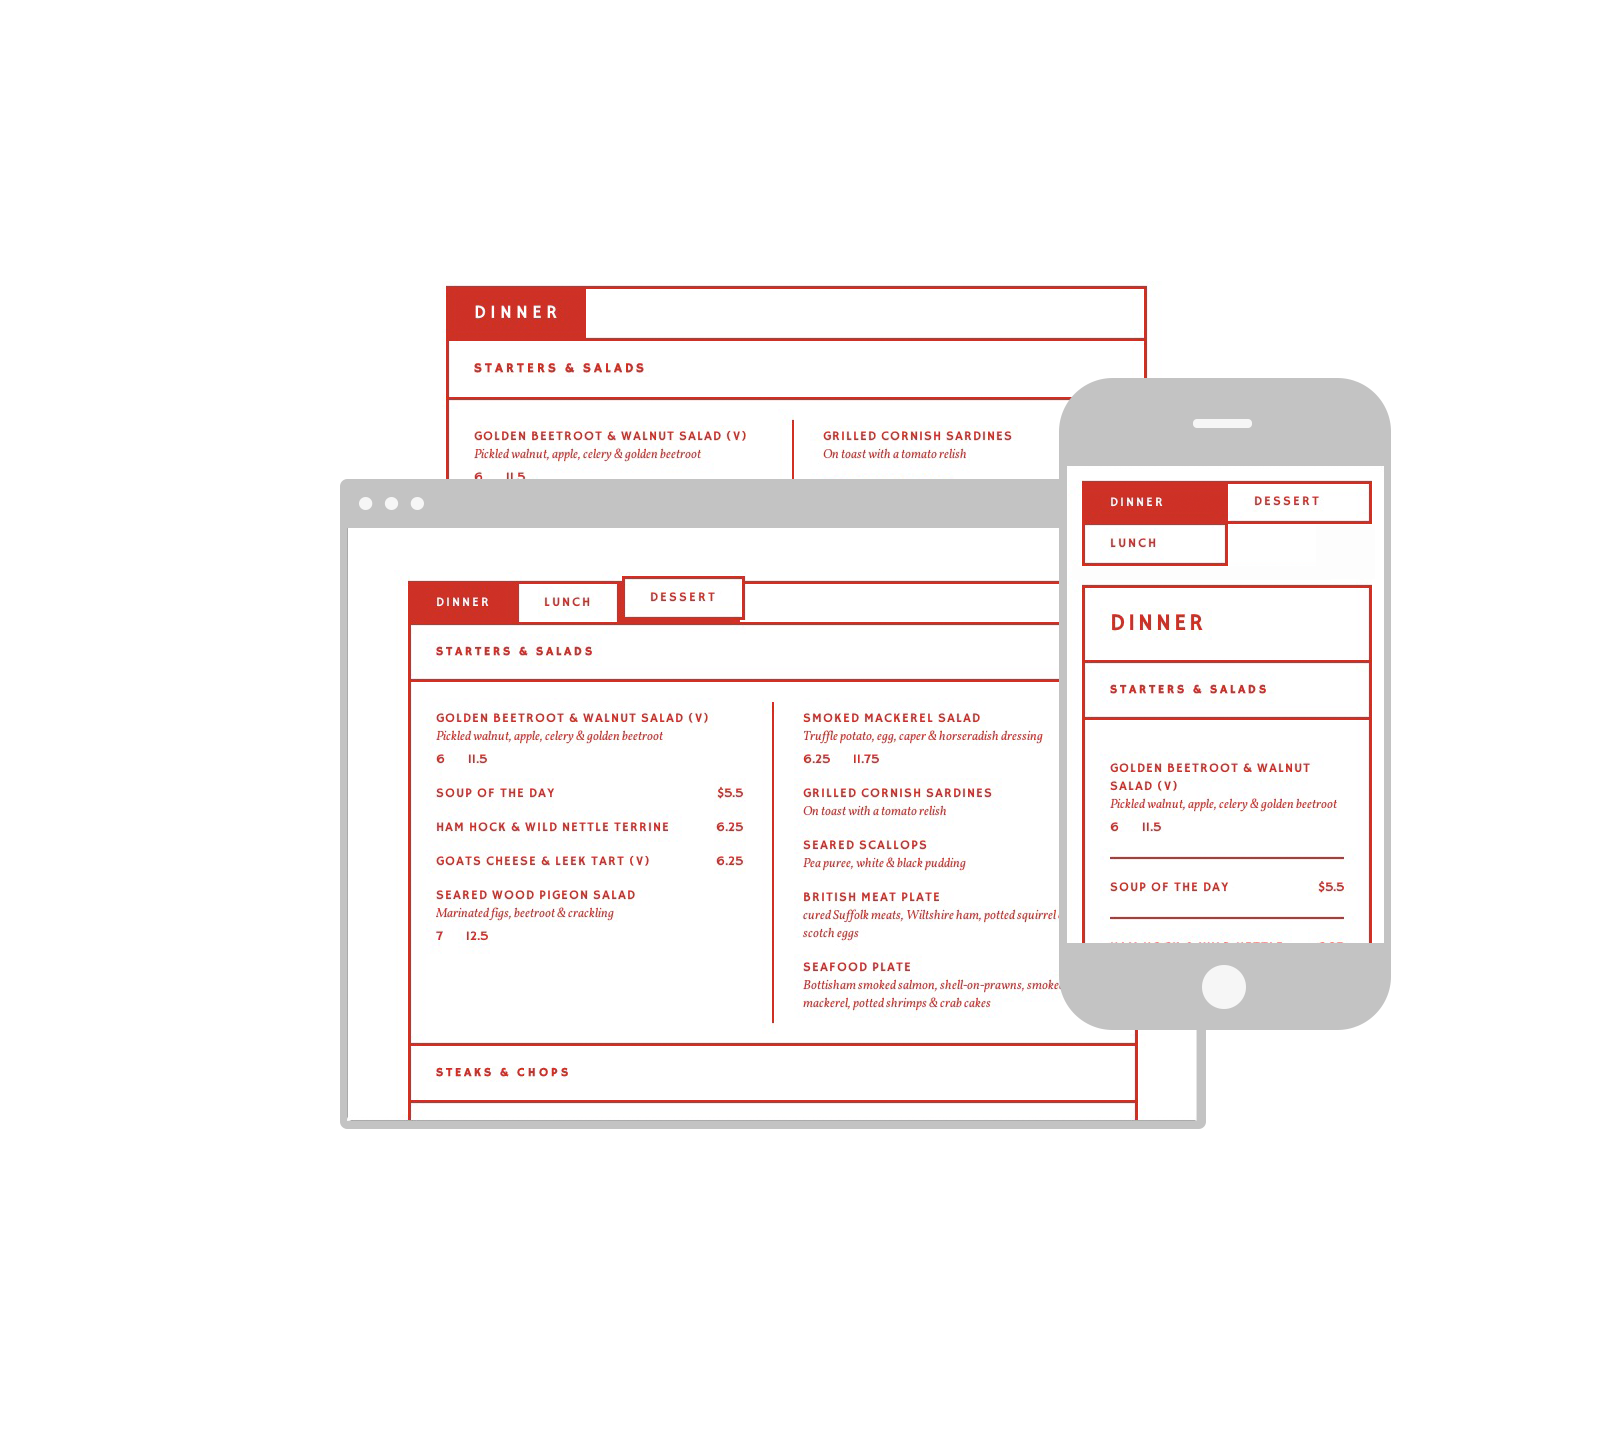 DINNER
STARTERS & SALADS
GOLDEN BEETROOT & WALNUT SALAD (V)
Pickled walnut, apple, celery & golden beetroot
6 11.5
GRILLED CORNISH SARDINES
On toast with a tomato relish
DINNER LUNCH DESSERT
STARTERS & SALADS
GOLDEN BEETROOT & WALNUT SALAD (V)
Pickled walnut, apple, celery & golden beetroot
6 11.5
SOUP OF THE DAY $5.5
HAM HOCK & WILD NETTLE TERRINE 6.25
GOATS CHEESE & LEEK TART (V) 6.25
SEARED WOOD PIGEON SALAD
Marinated figs, beetroot & crackling
7 12.5
SMOKED MACKEREL SALAD
Truffle potato, egg, caper & horseradish dressing
6.25 11.75
GRILLED CORNISH SARDINES
On toast with a tomato relish
SEARED SCALLOPS
Pea puree, white & black pudding
BRITISH MEAT PLATE
cured Suffolk meats, Wiltshire ham, potted squirrel
scotch eggs
SEAFOOD PLATE
Bottisham smoked salmon, shell-on-prawns, smoke
mackerel, potted shrimps & crab cakes
STEAKS & CHOPS
DINNER DESSERT
LUNCH
DINNER
STARTERS & SALADS
GOLDEN BEETROOT & WALNUT
SALAD (V)
Pickled walnut, apple, celery & golden beetroot
6 11.5
SOUP OF THE DAY $5.5